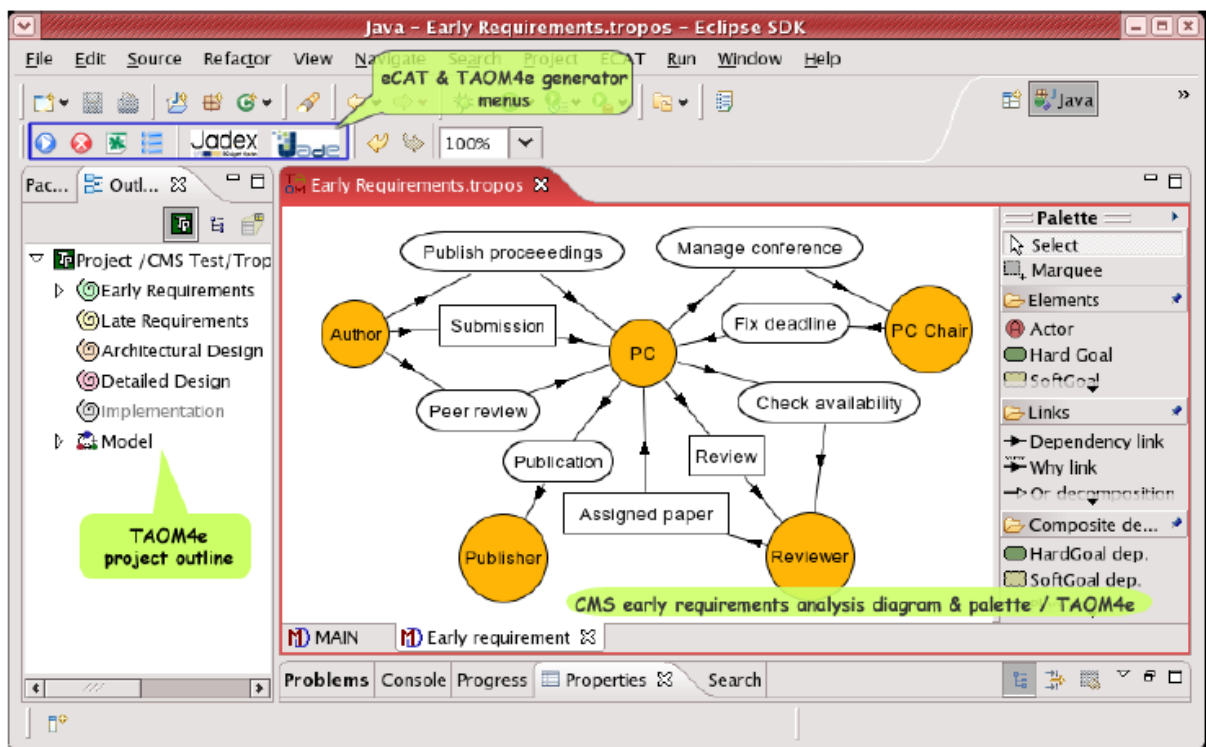 Java – Early Requirements.tropos – Eclipse SDK
File Edit Source Refactor View Navigate Search Project ECAT Run Window Help
eCAT & TAOM4e generator
menus
Java
»
Jadex
Jade
100%
Pac...
Outl...
Early Requirements.tropos
Project /CMS Test/Trop
Early Requirements
Late Requirements
Architectural Design
Detailed Design
Implementation
Model
TAOM4e
project outline
Publish proceeedings
Manage conference
Author
Submission
PC
Fix deadline
PC Chair
Peer review
Check availability
Publication
Review
Assigned paper
Publisher
Reviewer
CMS early requirements analysis diagram & palette / TAOM4e
Palette
Select
Marquee
Elements
Actor
Hard Goal
SoftGoal
Links
Dependency link
Why link
Or decomposition
Composite de...
HardGoal dep.
SoftGoal dep.
MAIN
Early requirement
Problems Console Progress Properties Search